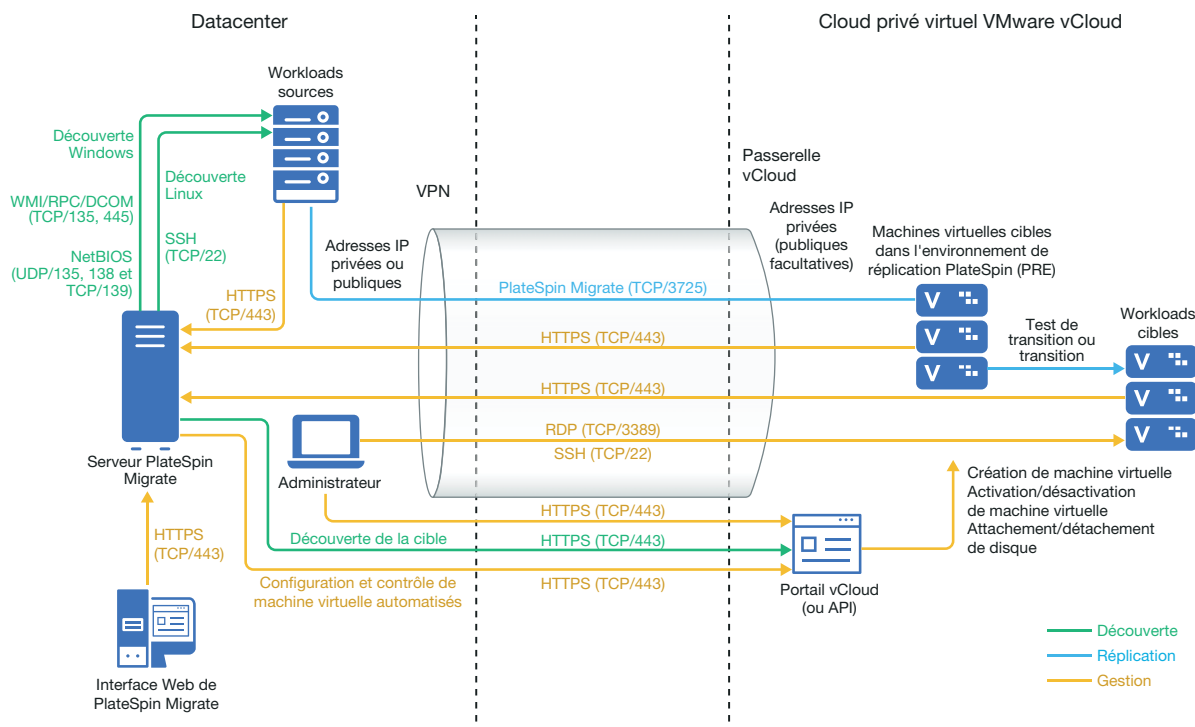 Datacenter
Cloud privé virtuel VMware vCloud
Workloads
sources
Découverte
Windows
Découverte
Linux
WMI/RPC/DCOM
(TCP/135, 445)
SSH
(TCP/22)
NetBIOS
(UDP/135, 138 et
TCP/139)
HTTPS
(TCP/443)
Adresses IP
privées ou
publiques
VPN
Passerelle
vCloud
Adresses IP
privées
(publiques
facultatives)
Machines virtuelles cibles
dans l'environnement de
réplication PlateSpin (PRE)
PlateSpin Migrate (TCP/3725)
HTTPS (TCP/443)
Test de
transition ou
transition
Workloads
cibles
HTTPS (TCP/443)
RDP (TCP/3389)
SSH (TCP/22)
Serveur PlateSpin
Migrate
Administrateur
Création de machine virtuelle
Activation/désactivation
de machine virtuelle
Attachement/détachement
de disque
HTTPS (TCP/443)
HTTPS
(TCP/443)
Découverte de la cible
HTTPS (TCP/443)
Configuration et contrôle de
machine virtuelle automatisés
HTTPS (TCP/443)
Portail vCloud
(ou API)
Interface Web de
PlateSpin Migrate
Découverte
Réplication
Gestion
V
V
V
V
V
V